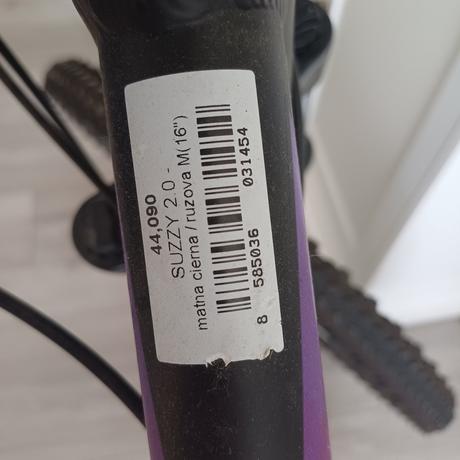 44,090
SUZZY 2.0 -
matna cierna / ruzova M(16")
8 585036 031454